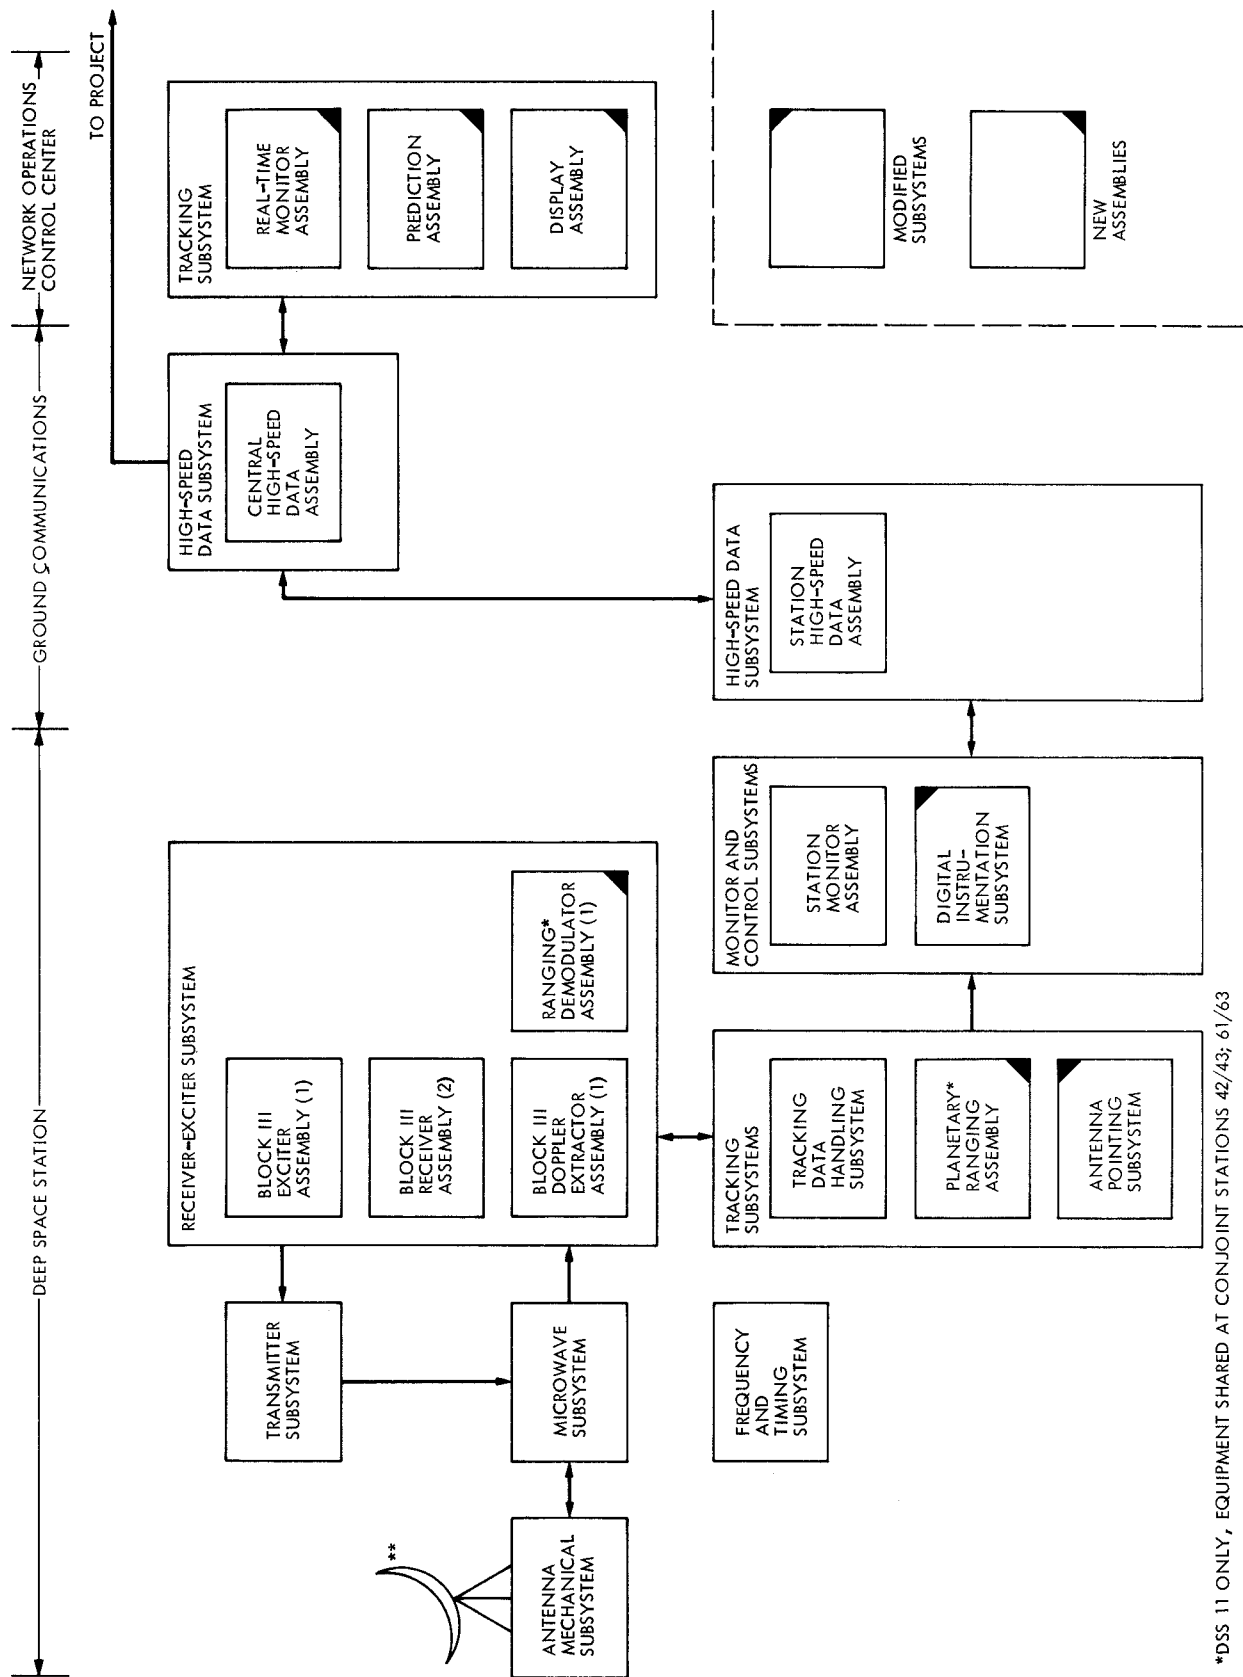 DEEP SPACE STATION
GROUND COMMUNICATIONS
NETWORK OPERATIONS
CONTROL CENTER
TO PROJECT
**
ANTENNA
MECHANICAL
SUBSYSTEM
TRANSMITTER
SUBSYSTEM
MICROWAVE
SUBSYSTEM
FREQUENCY
AND
TIMING
SUBSYSTEM
RECEIVER-EXCITER SUBSYSTEM
BLOCK III
EXCITER
ASSEMBLY (1)
BLOCK III
RECEIVER
ASSEMBLY (2)
BLOCK III
DOPPLER
EXTRACTOR
ASSEMBLY (1)
RANGING*
DEMODULATOR
ASSEMBLY (1)
TRACKING
SUBSYSTEMS
TRACKING
DATA
HANDLING
SUBSYSTEM
PLANETARY*
RANGING
ASSEMBLY
ANTENNA
POINTING
SUBSYSTEM
MONITOR AND
CONTROL SUBSYSTEMS
STATION
MONITOR
ASSEMBLY
DIGITAL
INSTRU-
MENTATION
SUBSYSTEM
HIGH-SPEED DATA
SUBSYSTEM
STATION
HIGH-SPEED
DATA
ASSEMBLY
HIGH-SPEED
DATA SUBSYSTEM
CENTRAL
HIGH-SPEED
DATA
ASSEMBLY
TRACKING
SUBSYSTEM
REAL-TIME
MONITOR
ASSEMBLY
PREDICTION
ASSEMBLY
DISPLAY
ASSEMBLY
MODIFIED
SUBSYSTEMS
NEW
ASSEMBLIES
*DSS 11 ONLY, EQUIPMENT SHARED AT CONJOINT STATIONS 42/43; 61/63